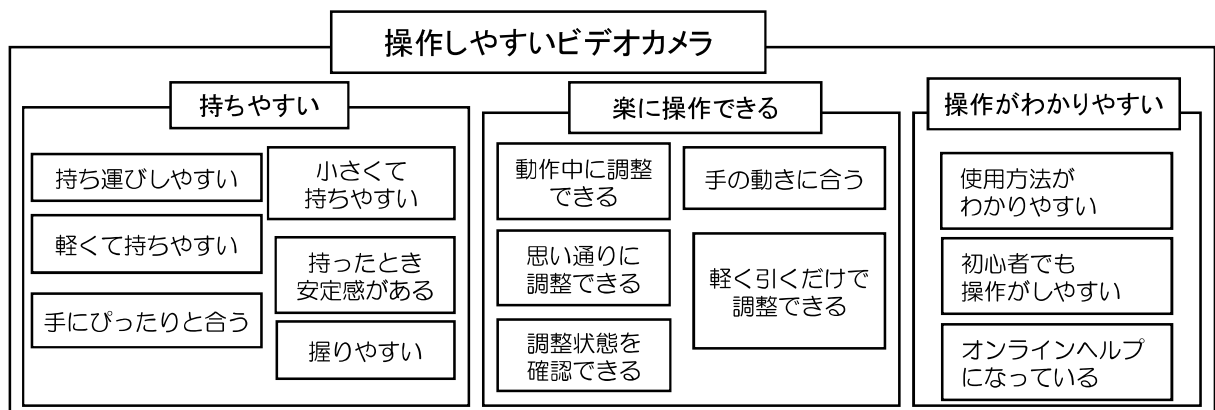 操作しやすいビデオカメラ
持ちやすい
持ち運びしやすい
小さくて
持ちやすい
軽くて持ちやすい
持ったとき
安定感がある
手にぴったりと合う
握りやすい
楽に操作できる
動作中に調整
できる
手の動きに合う
思い通りに
調整できる
軽く引くだけで
調整できる
調整状態を
確認できる
操作がわかりやすい
使用方法が
わかりやすい
初心者でも
操作がしやすい
オンラインヘルプ
になっている